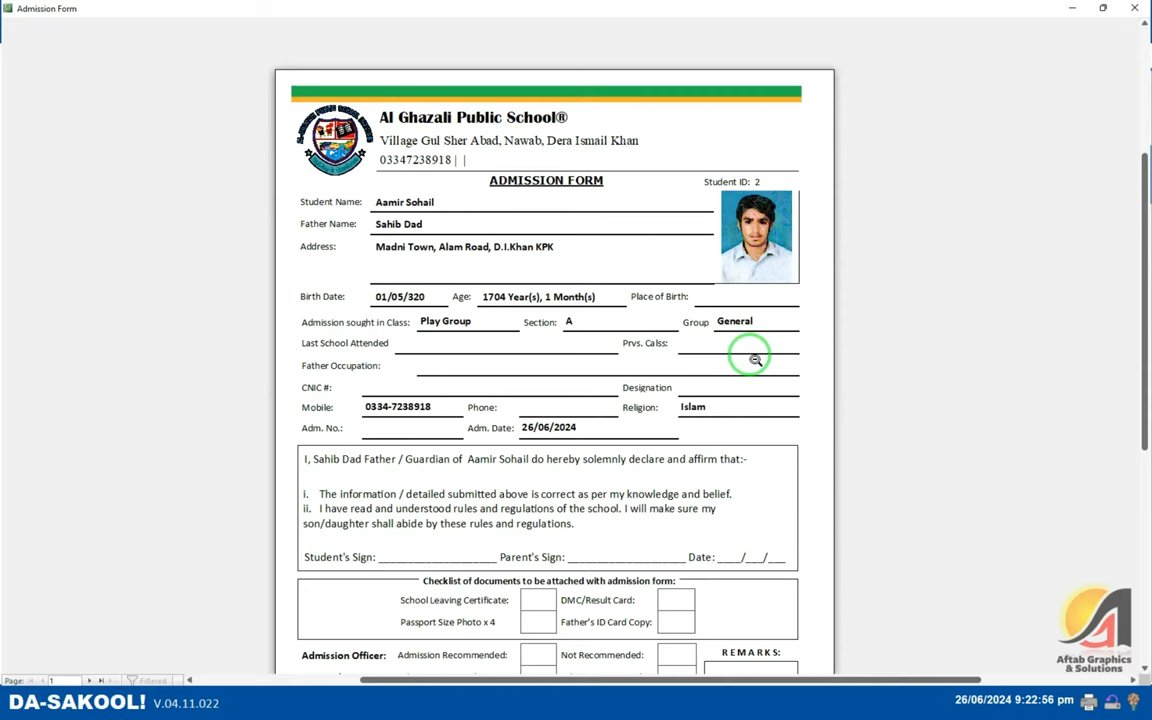 Admission Form
Al Ghazali Public School®
Village Gul Sher Abad, Nawab, Dera Ismail Khan
03347238918 | |
ADMISSION FORM
Student ID: 2
Student Name: Aamir Sohail
Father Name: Sahib Dad
Address: Madni Town, Alam Road, D.I.Khan KPK
Birth Date: 01/05/320 Age: 1704 Year(s), 1 Month(s) Place of Birth:
Admission sought in Class: Play Group Section: A Group General
Last School Attended Prvs. Calss:
Father Occupation:
CNIC #: Designation
Mobile: 0334-7238918 Phone: Religion: Islam
Adm. No.: Adm. Date: 26/06/2024
I, Sahib Dad Father / Guardian of Aamir Sohail do hereby solemnly declare and affirm that:-
i. The information / detailed submitted above is correct as per my knowledge and belief.
ii. I have read and understood rules and regulations of the school. I will make sure my
son/daughter shall abide by these rules and regulations.
Student's Sign: ____________________ Parent's Sign: ____________________ Date: ____/___/___
Checklist of documents to be attached with admission form:
School Leaving Certificate: DMC/Result Card:
Passport Size Photo x 4 Father's ID Card Copy:
Admission Officer: Admission Recommended: Not Recommended: REMARKS:
Aftab Graphics
& Solutions
Page: 1 Filtered
DA-SAKOOL! V.04.11.022
26/06/2024 9:22:56 pm